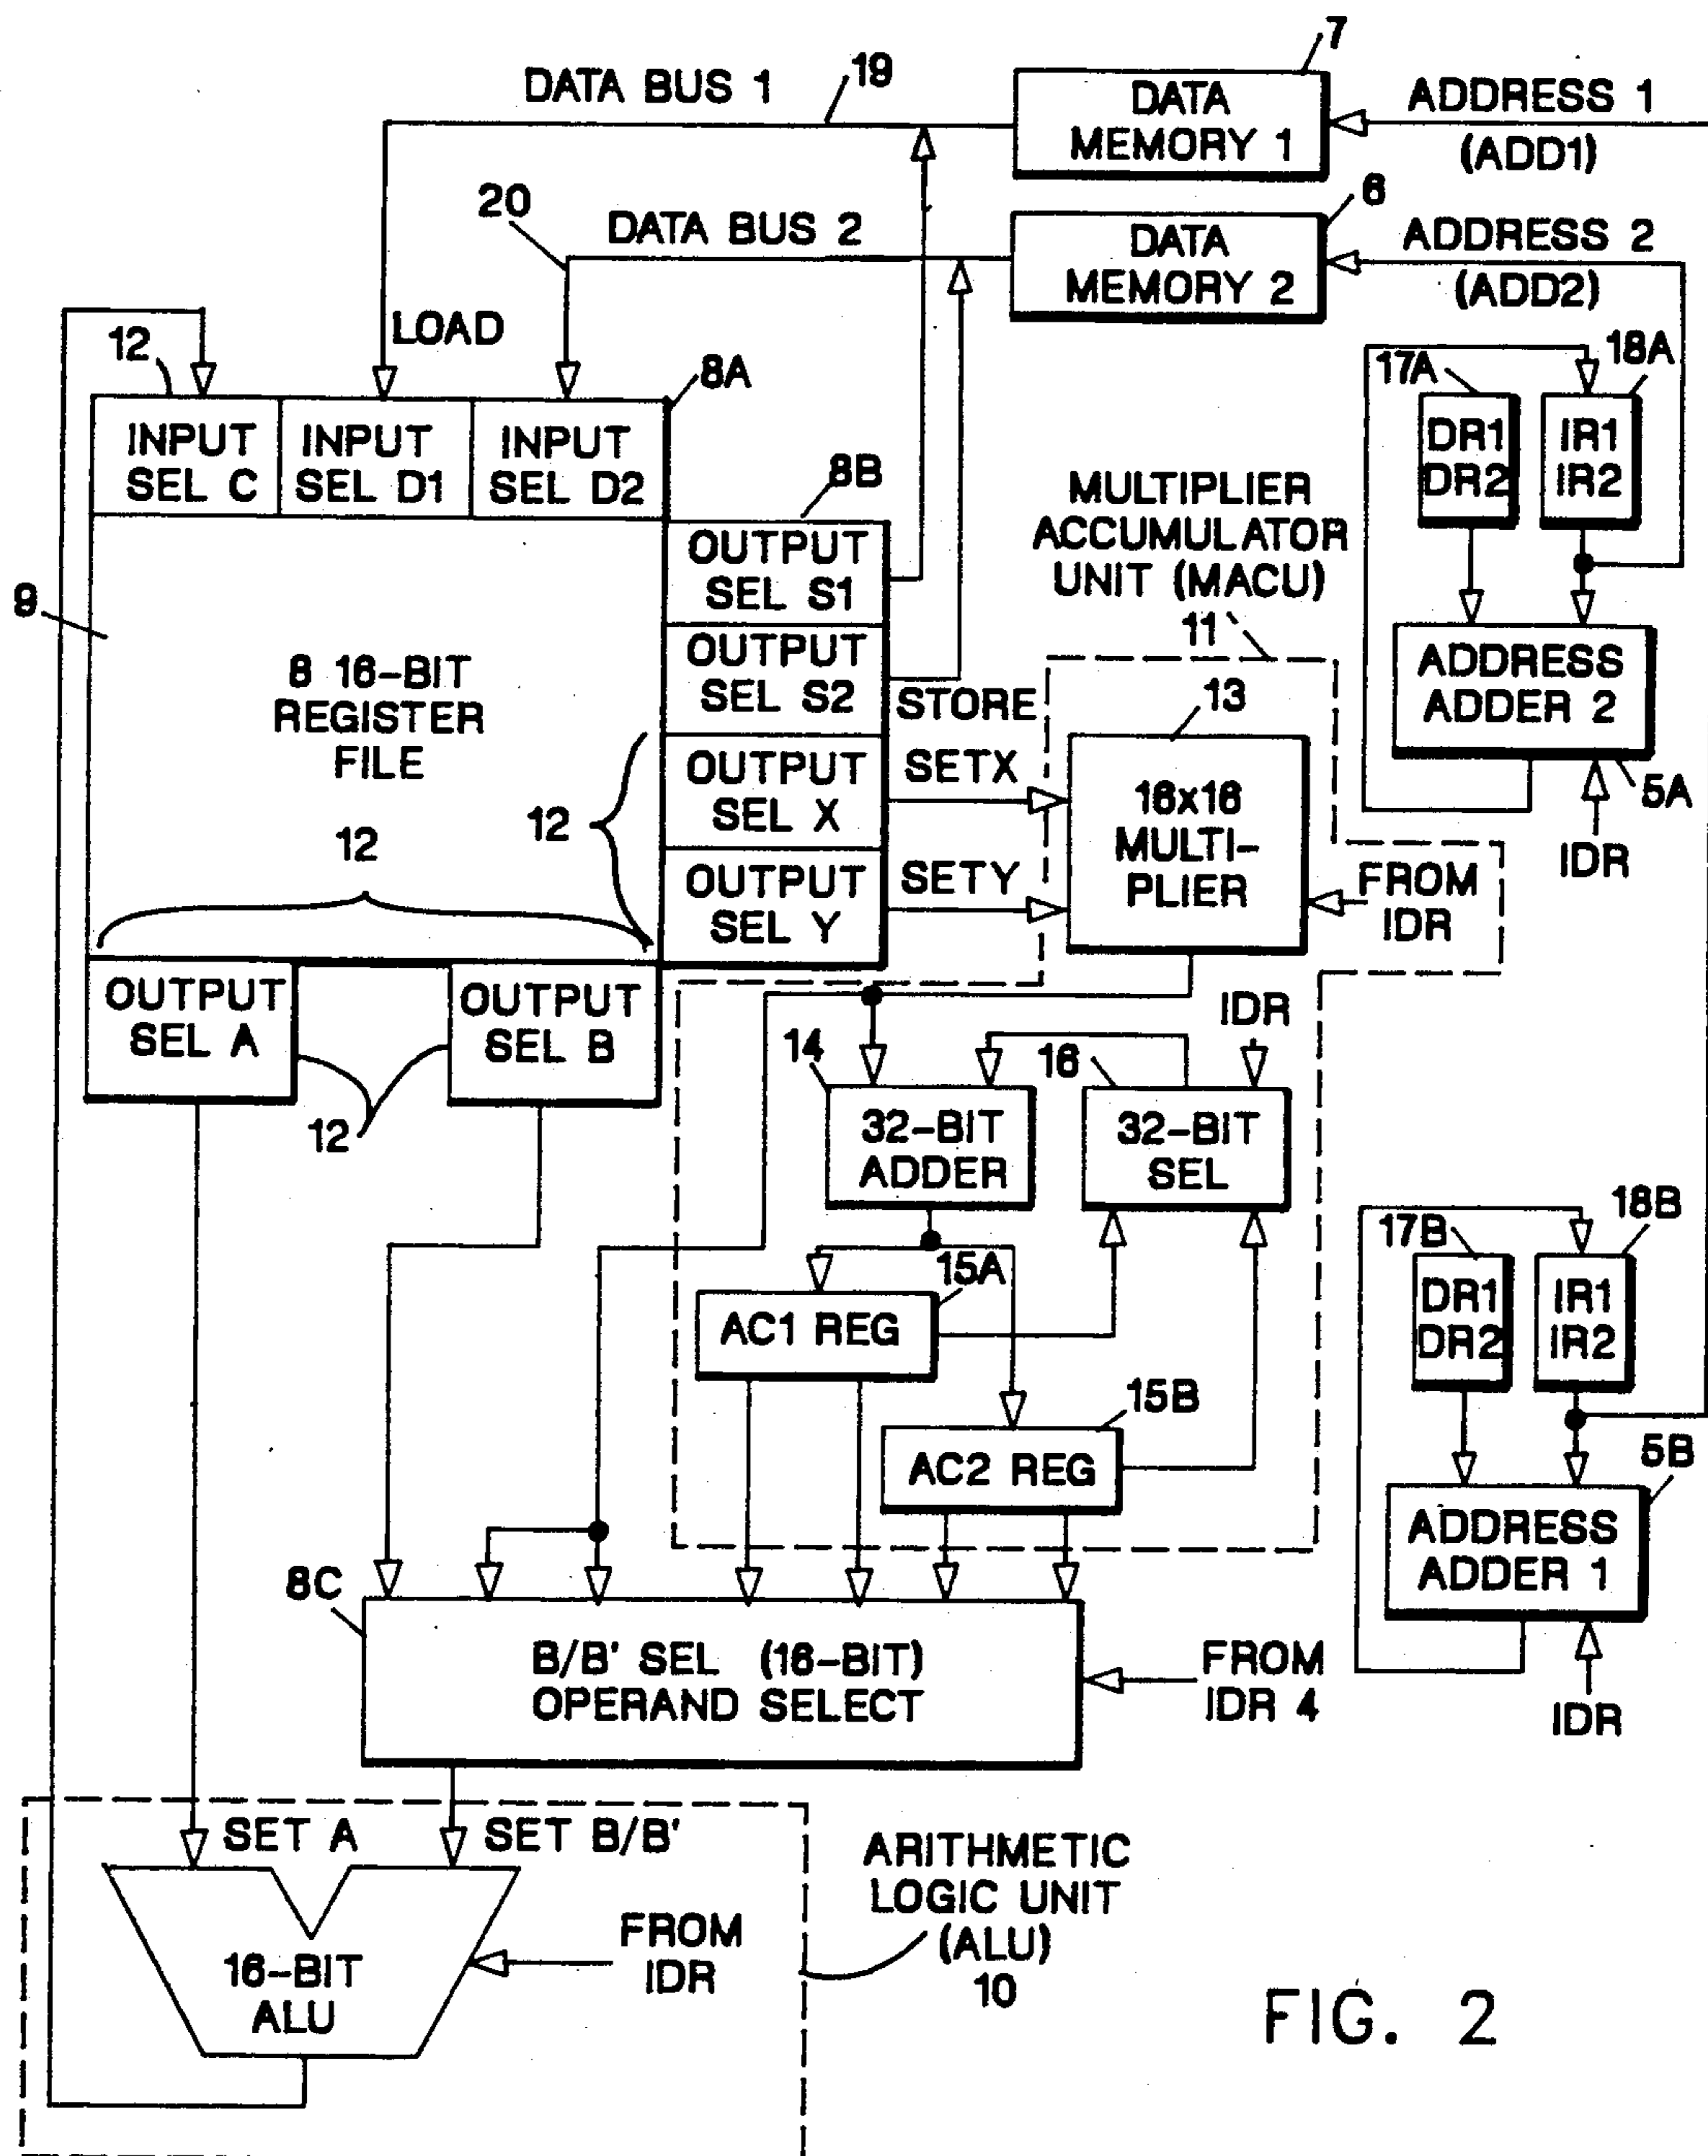 7
DATA BUS 1
19
DATA
MEMORY 1
ADDRESS 1
(ADD1)
20
DATA BUS 2
6
DATA
MEMORY 2
ADDRESS 2
(ADD2)
12
LOAD
8A
17A
18A
INPUT
SEL C
INPUT
SEL D1
INPUT
SEL D2
DR1
DR2
IR1
IR2
8B
MULTIPLIER
ACCUMULATOR
UNIT (MACU)
11
OUTPUT
SEL S1
9
8 16-BIT
REGISTER
FILE
OUTPUT
SEL S2
STORE
13
ADDRESS
ADDER 2
5A
IDR
OUTPUT
SEL X
SETX
16x16
MULTI-
PLIER
12
12
OUTPUT
SEL Y
SETY
FROM
IDR
OUTPUT
SEL A
OUTPUT
SEL B
12
IDR
14
16
32-BIT
ADDER
32-BIT
SEL
15A
AC1 REG
15B
AC2 REG
17B
18B
DR1
DR2
IR1
IR2
5B
ADDRESS
ADDER 1
IDR
8C
B/B' SEL (16-BIT)
OPERAND SELECT
FROM
IDR 4
SET A
SET B/B'
ARITHMETIC
LOGIC UNIT
(ALU)
10
16-BIT
ALU
FROM
IDR
FIG. 2